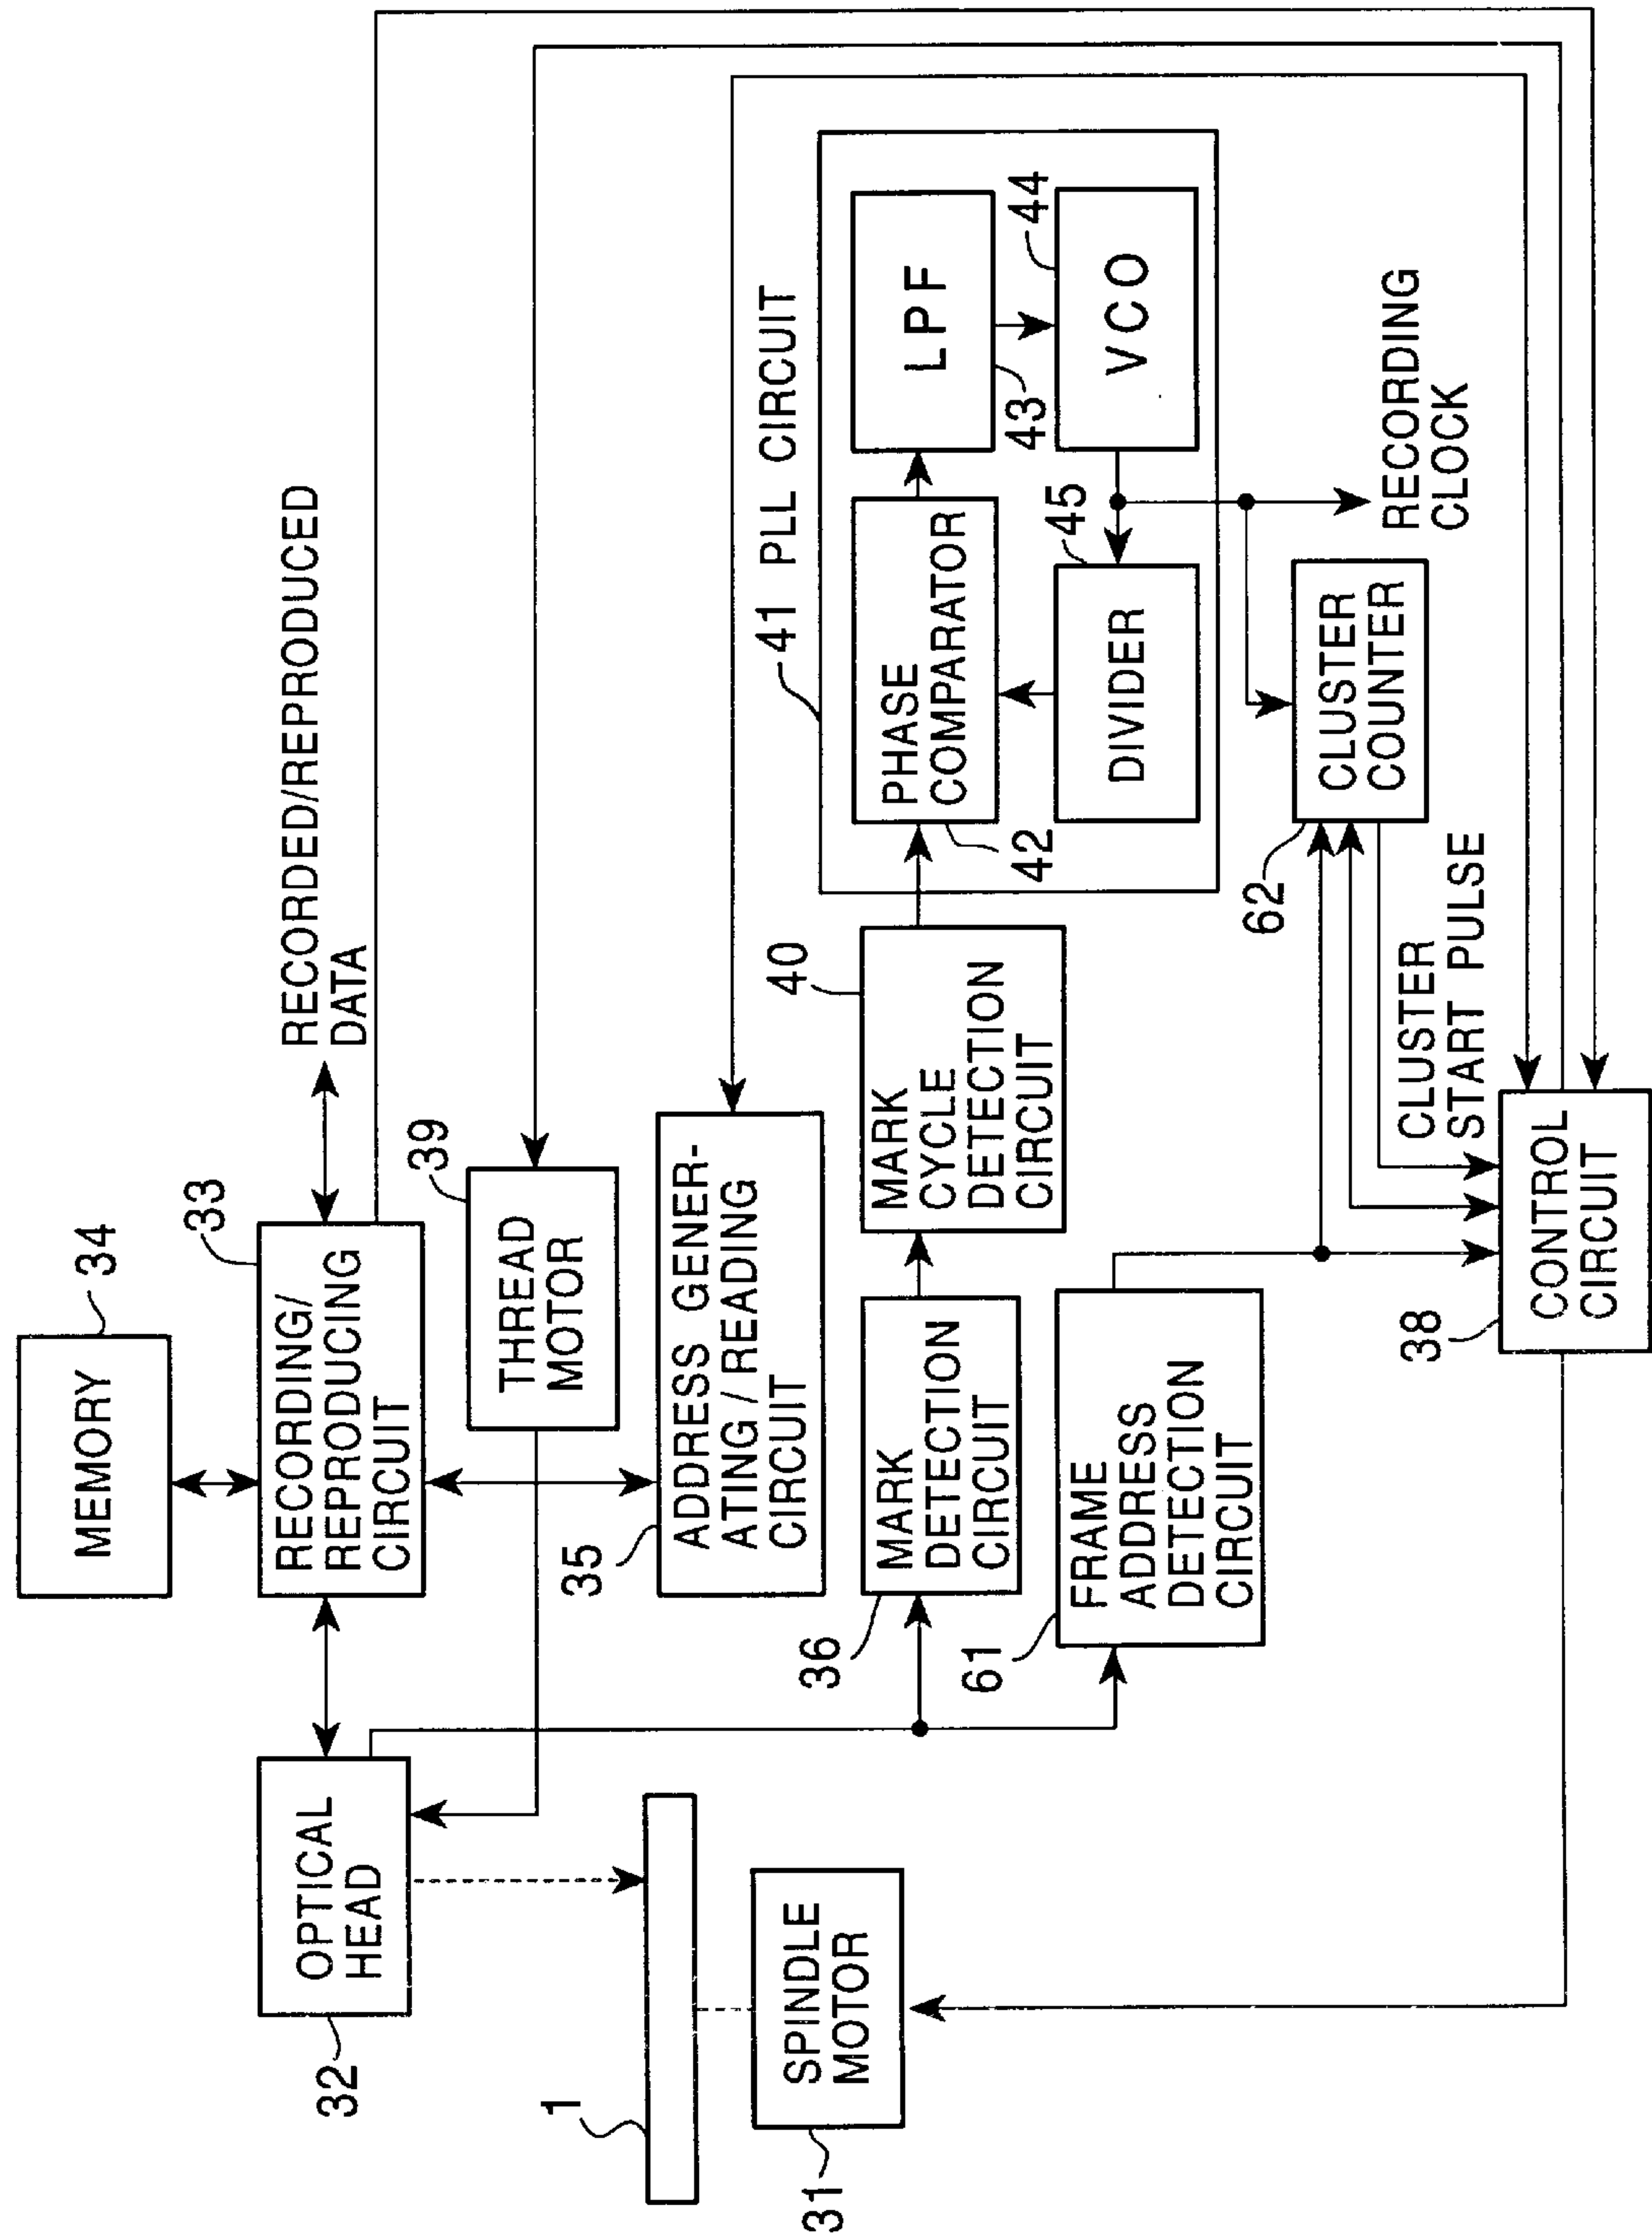 MEMORY
34
RECORDING/
REPRODUCING
CIRCUIT
33
RECORDED/REPRODUCED
DATA
OPTICAL
HEAD
32
THREAD
MOTOR
39
1
ADDRESS GENER-
ATING/READING
CIRCUIT
35
SPINDLE
MOTOR
31
MARK
DETECTION
CIRCUIT
36
MARK
CYCLE
DETECTION
CIRCUIT
40
41 PLL CIRCUIT
PHASE
COMPARATOR
42
LPF
43
VCO
44
DIVIDER
45
FRAME
ADDRESS
DETECTION
CIRCUIT
61
CLUSTER
COUNTER
62
RECORDING
CLOCK
CLUSTER
START PULSE
CONTROL
CIRCUIT
38